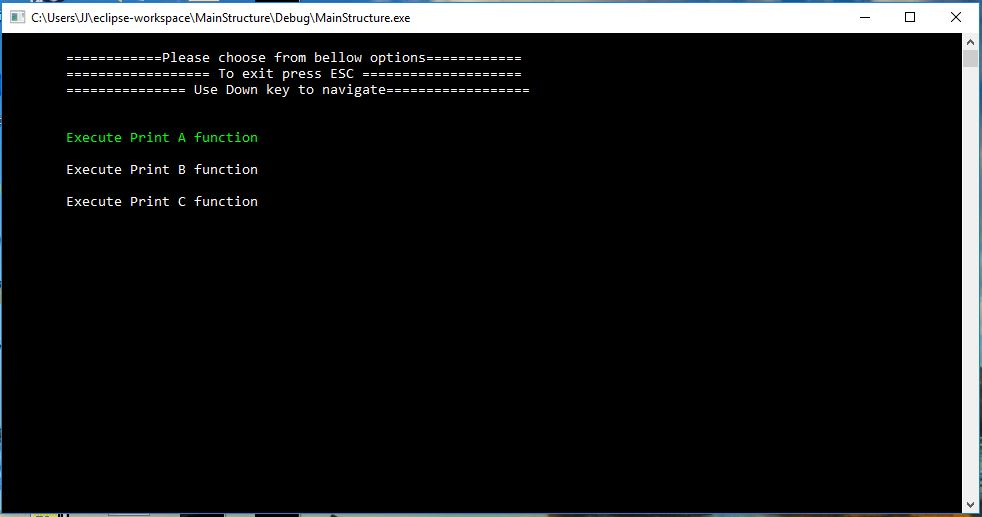 C:\Users\JJ\eclipse-workspace\MainStructure\Debug\MainStructure.exe
============Please choose from bellow options============
================== To exit press ESC ====================
=============== Use Down key to navigate==================
Execute Print A function
Execute Print B function
Execute Print C function